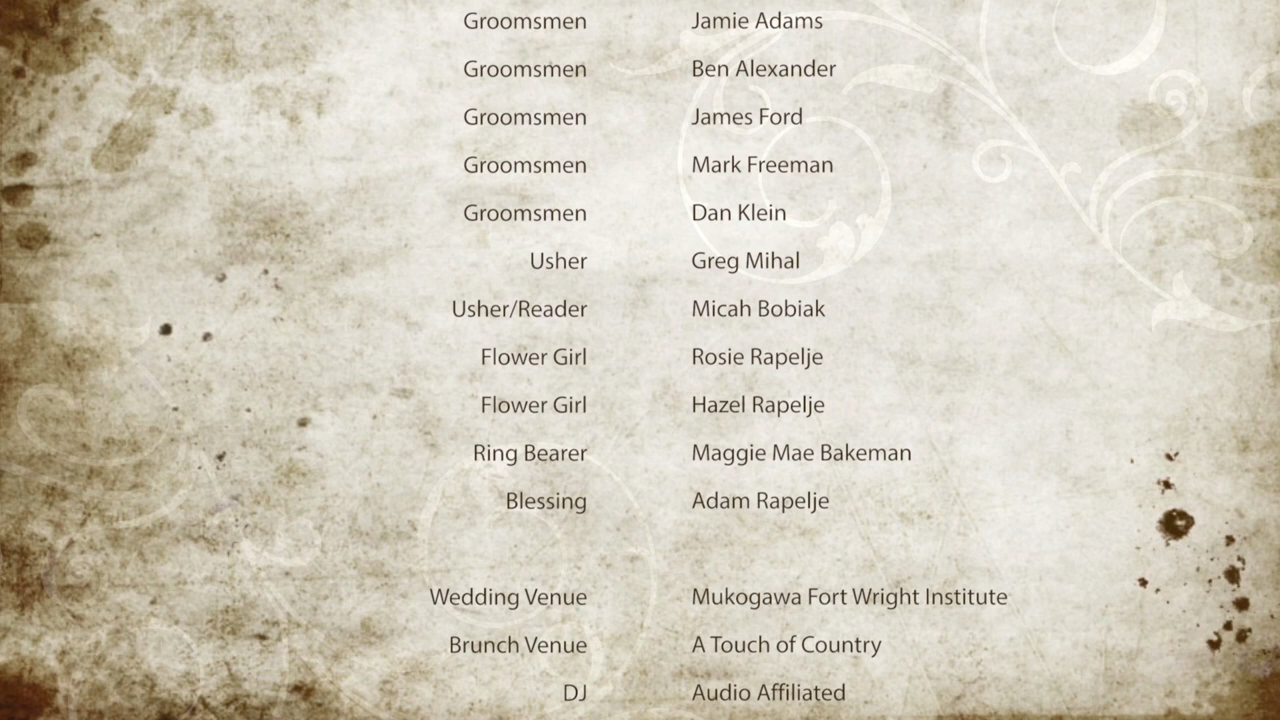 Groomsmen Jamie Adams
Groomsmen Ben Alexander
Groomsmen James Ford
Groomsmen Mark Freeman
Groomsmen Dan Klein
Usher Greg Mihal
Usher/Reader Micah Bobiak
Flower Girl Rosie Rapelje
Flower Girl Hazel Rapelje
Ring Bearer Maggie Mae Bakeman
Blessing Adam Rapelje
Wedding Venue Mukogawa Fort Wright Institute
Brunch Venue A Touch of Country
DJ Audio Affiliated